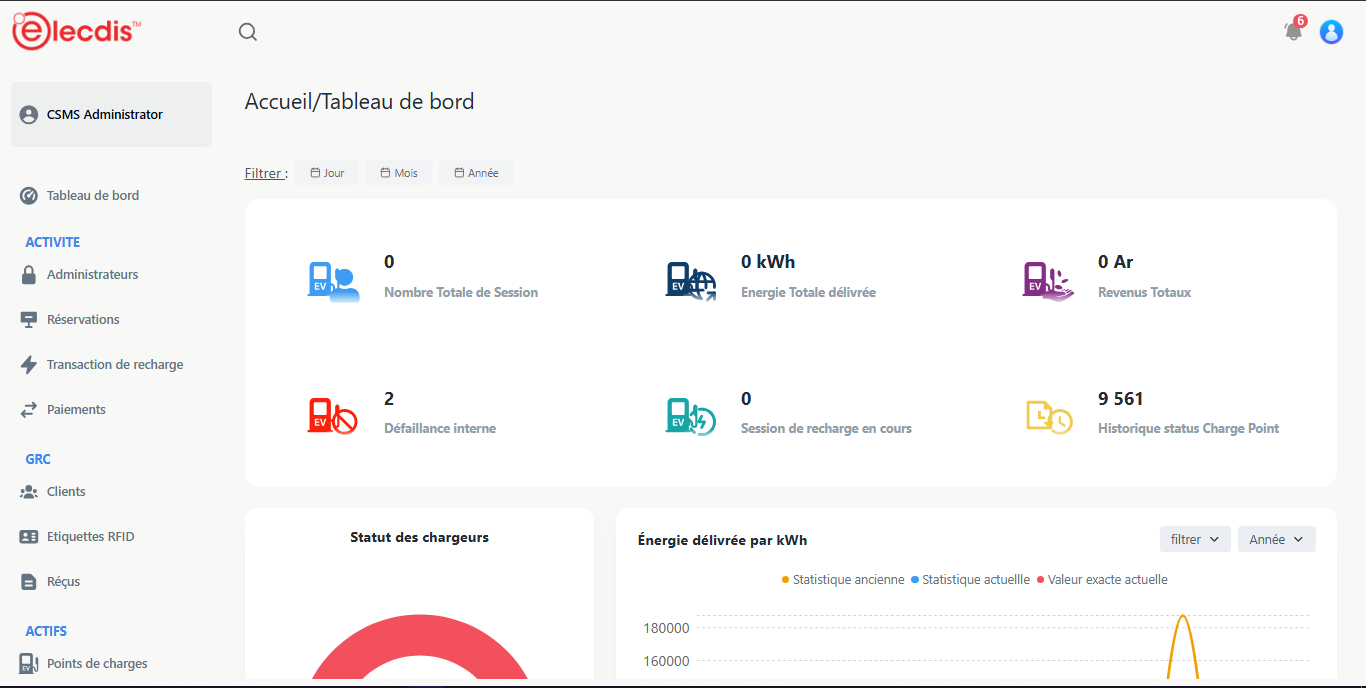 elecdis™
6
CSMS Administrator
Accueil/Tableau de bord
Filtrer : Jour Mois Année
Tableau de bord
ACTIVITE
Administrateurs
Réservations
Transaction de recharge
Paiements
GRC
Clients
Etiquettes RFID
Réçus
ACTIFS
Points de charges
EV
0
Nombre Totale de Session
EV
0 kWh
Energie Totale délivrée
EV
0 Ar
Revenus Totaux
EV
2
Défaillance interne
EV
0
Session de recharge en cours
9 561
Historique status Charge Point
Statut des chargeurs
Énergie délivrée par kWh
filtrer Année
Statistique ancienne Statistique actuellle Valeur exacte actuelle
180000
160000